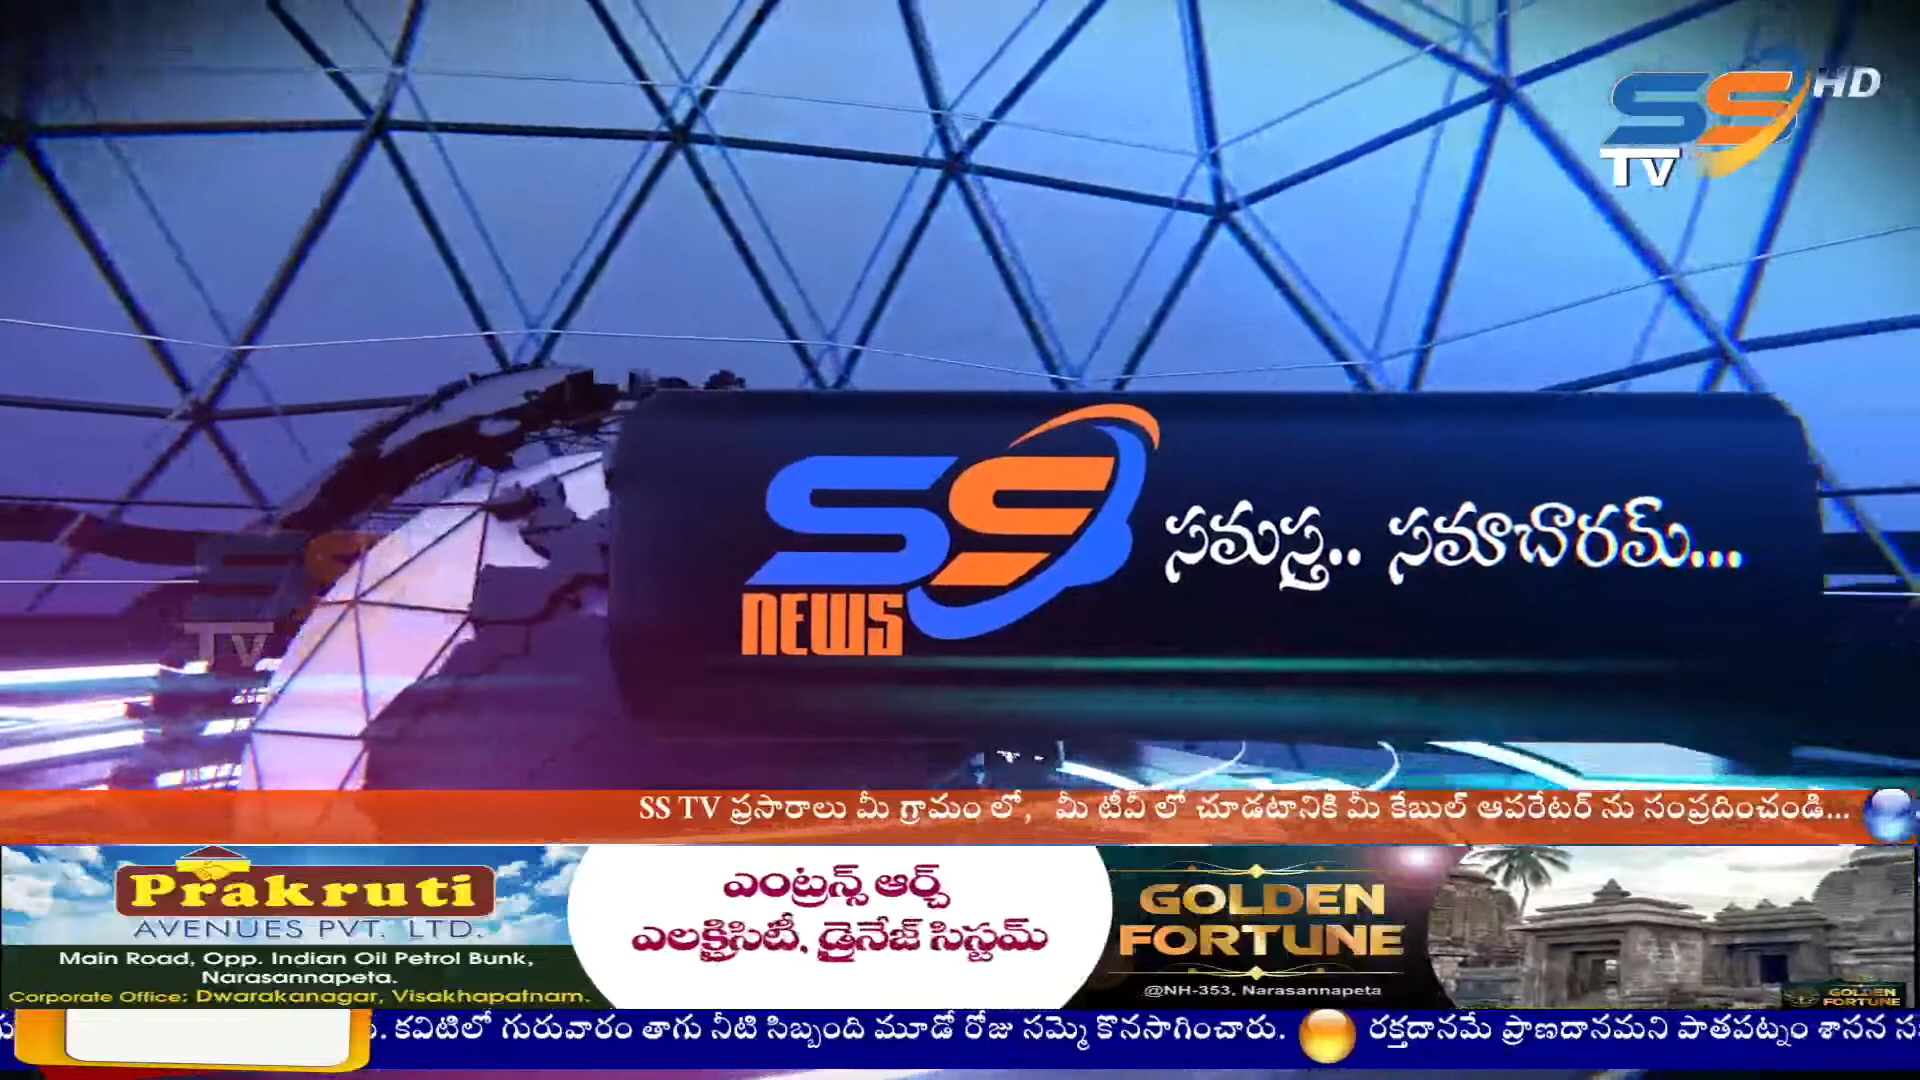 SS HD
TV
SS
NEWS
సమస్త.. సమాచారమ్...
SS TV ప్రసారాలు మీ గ్రామం లో, మీ టీవీ లో చూడటానికి మీ కేబుల్ ఆపరేటర్ ను సంప్రదించండి...
Prakruti
AVENUES PVT. LTD.
Main Road, Opp. Indian Oil Petrol Bunk,
Narasannapeta.
Corporate Office: Dwarakanagar, Visakhapatnam.
ఎంట్రన్స్ ఆర్చ్
ఎలక్ట్రిసిటీ, డ్రైనేజ్ సిస్టమ్
GOLDEN
FORTUNE
@NH-353, Narasannapeta
GOLDEN
FORTUNE
కవిటిలో గురువారం తాగు నీటి సిబ్బంది మూడో రోజు సమ్మె కొనసాగించారు. రక్తదానమే ప్రాణదానమని పాతపట్నం శాసన